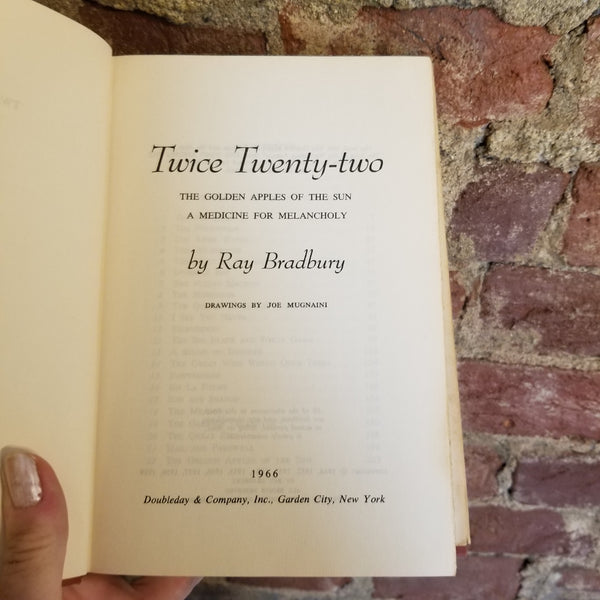 Twice Twenty-two
THE GOLDEN APPLES OF THE SUN
A MEDICINE FOR MELANCHOLY
by Ray Bradbury
DRAWINGS BY JOE MUGNAINI
1966
Doubleday & Company, Inc., Garden City, New York